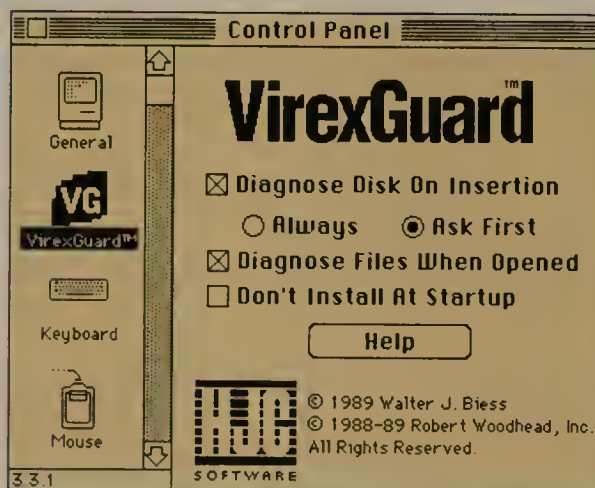 Control Panel
General
VG
VirexGuard™
Keyboard
Mouse
3.3.1
VirexGuard™
Diagnose Disk On Insertion
Always Ask First
Diagnose Files When Opened
Don't Install At Startup
Help
SOFTWARE
© 1989 Walter J. Biess
© 1988-89 Robert Woodhead, Inc.
All Rights Reserved.